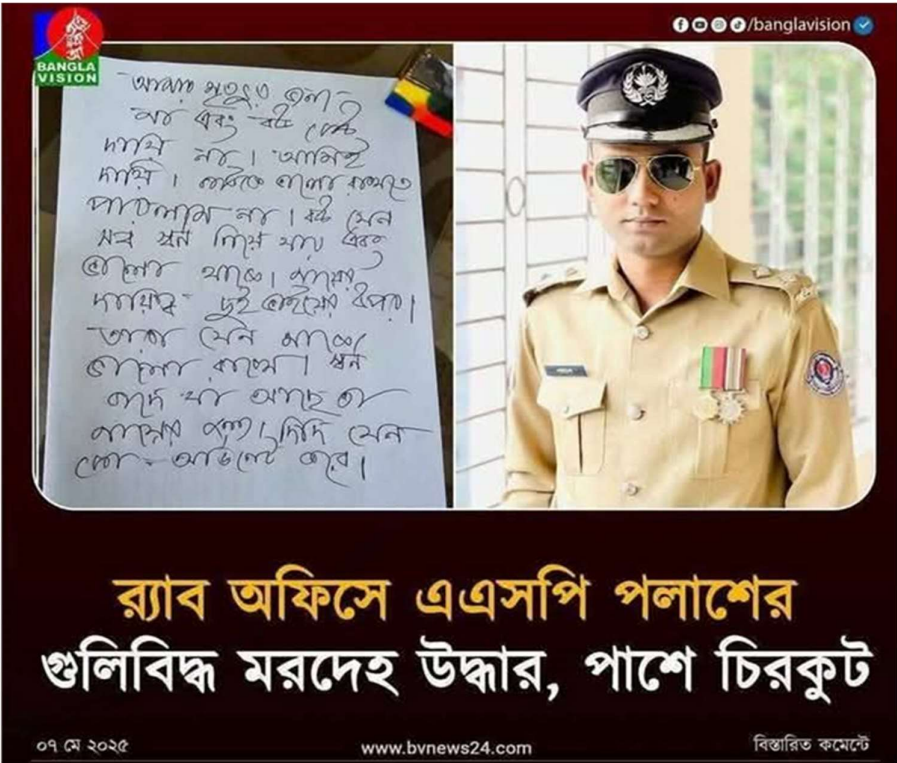 BANGLA
VISION
/banglavision
আমার মৃত্যুর জন্য
মা এবং বউ কেউ
দায়ী না। আমিই
দায়ী। কাউকে ভালো রাখতে
পারলাম না। বউ যেন
সব স্বর্ণ নিয়ে যায় এবং
ভালো থাকে। মায়ের
দায়িত্ব দুই ভাইয়ের উপর।
তারা যেন মাকে
ভালো রাখে। স্বর্ণ
বাদে যা আছে তা
মায়ের জন্য। দিদি যেন
কো-অর্ডিনেট করে।
র‍্যাব অফিসে এএসপি পলাশের
গুলিবিদ্ধ মরদেহ উদ্ধার, পাশে চিরকুট
০৭ মে ২০২৫
www.bvnews24.com
বিস্তারিত কমেন্টে